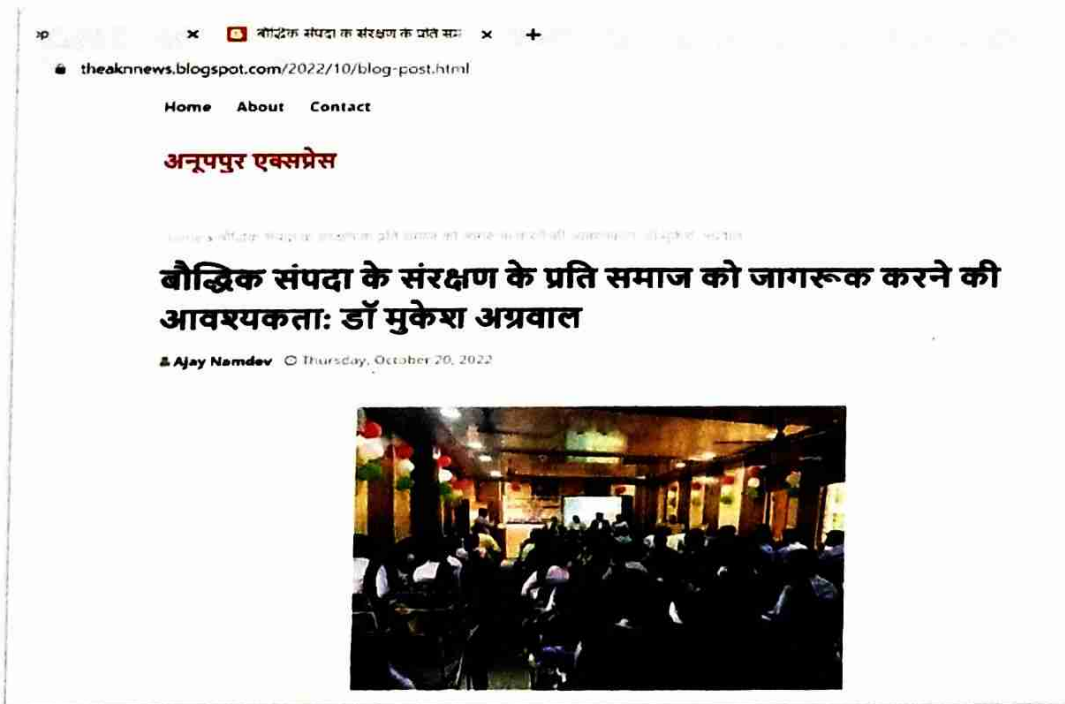 op
बौद्धिक संपदा क संरक्षण के प्रति सम
theaknnews.blogspot.com/2022/10/blog-post.html
Home About Contact
अनूपपुर एक्सप्रेस
बौद्धिक संपदा के संरक्षण के प्रति समाज को जागरूक करने की
आवश्यकता: डॉ मुकेश अग्रवाल
Ajay Namdev Thursday, October 20, 2022